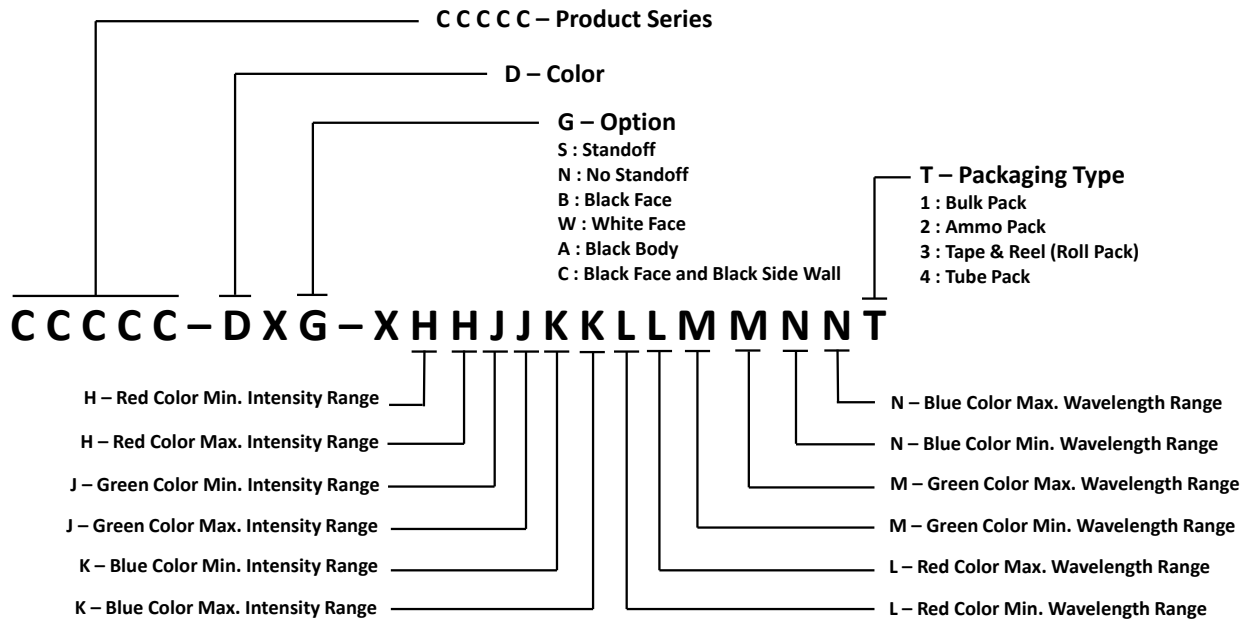 C C C C C – Product Series
D – Color
G – Option
S : Standoff
N : No Standoff
B : Black Face
W : White Face
A : Black Body
C : Black Face and Black Side Wall
T – Packaging Type
1 : Bulk Pack
2 : Ammo Pack
3 : Tape & Reel (Roll Pack)
4 : Tube Pack
C C C C C – D X G – X H H J J K K L L M M N N T
H – Red Color Min. Intensity Range
H – Red Color Max. Intensity Range
J – Green Color Min. Intensity Range
J – Green Color Max. Intensity Range
K – Blue Color Min. Intensity Range
K – Blue Color Max. Intensity Range
N – Blue Color Max. Wavelength Range
N – Blue Color Min. Wavelength Range
M – Green Color Max. Wavelength Range
M – Green Color Min. Wavelength Range
L – Red Color Max. Wavelength Range
L – Red Color Min. Wavelength Range